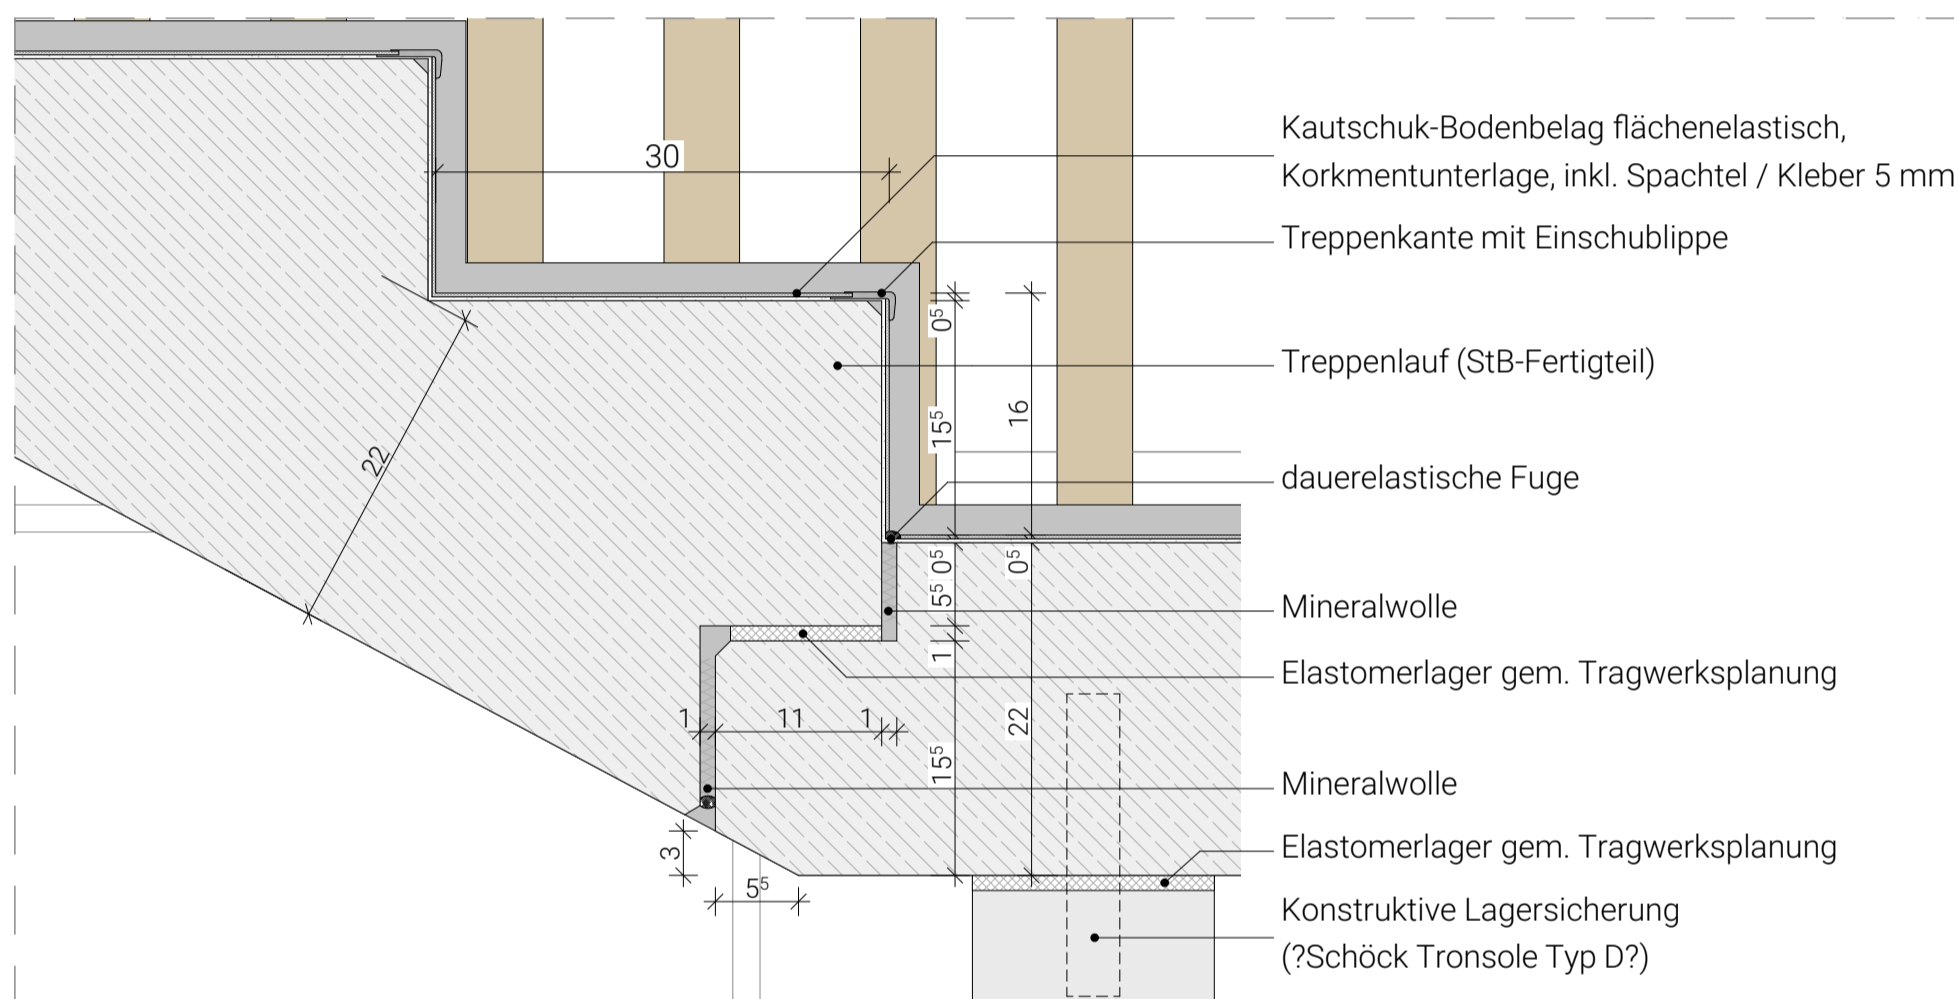 Kautschuk-Bodenbelag flächenelastisch,
Korkmentunterlage, inkl. Spachtel / Kleber 5 mm
30
Treppenkante mit Einschublippe
0⁵
Treppenlauf (StB-Fertigteil)
15⁵
16
22
dauerelastische Fuge
0⁵
0⁵
5⁵
Mineralwolle
1
Elastomerlager gem. Tragwerksplanung
1
11
1
22
15⁵
Mineralwolle
3
Elastomerlager gem. Tragwerksplanung
5⁵
Konstruktive Lagersicherung
(?Schöck Tronsole Typ D?)